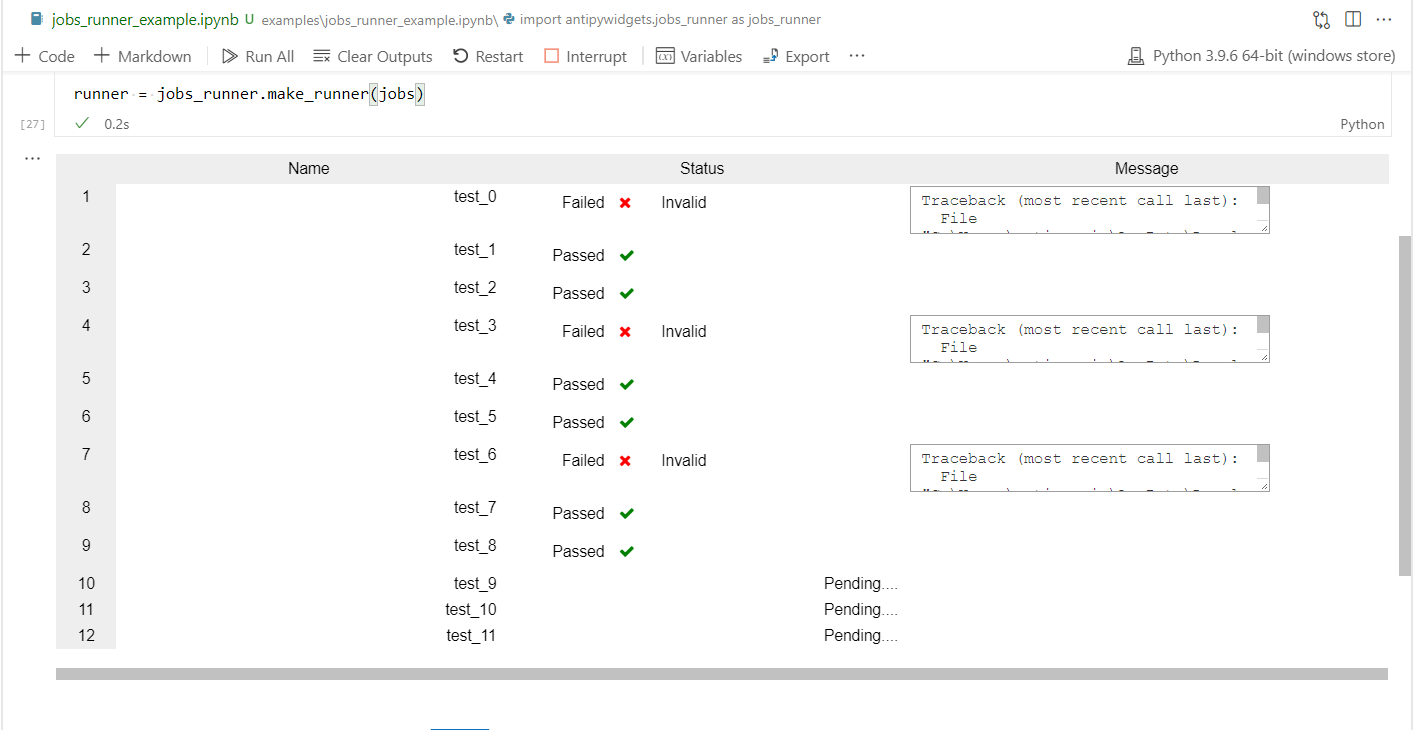 jobs_runner_example.ipynb U examples\jobs_runner_example.ipynb\ import antipywidgets.jobs_runner as jobs_runner
Code Markdown Run All Clear Outputs Restart Interrupt Variables Export ... Python 3.9.6 64-bit (windows store)
runner = jobs_runner.make_runner(jobs)
[27] 0.2s Python
...
Name Status Message
1 test_0 Failed Invalid Traceback (most recent call last):
File
2 test_1 Passed
3 test_2 Passed
4 test_3 Failed Invalid Traceback (most recent call last):
File
5 test_4 Passed
6 test_5 Passed
7 test_6 Failed Invalid Traceback (most recent call last):
File
8 test_7 Passed
9 test_8 Passed
10 test_9 Pending....
11 test_10 Pending....
12 test_11 Pending....